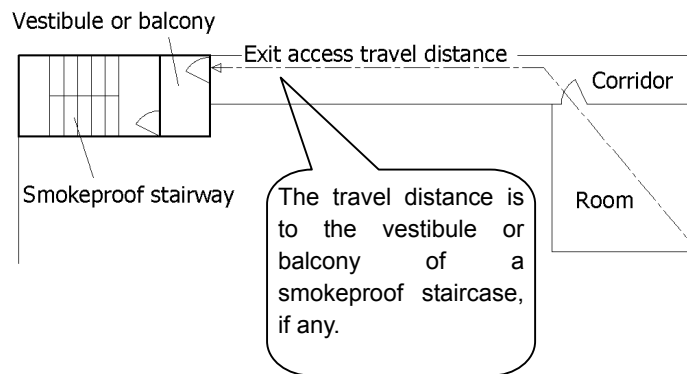 Vestibule or balcony
Exit access travel distance
Corridor
Smokeproof stairway
Room
The travel distance is
to the vestibule or
balcony of a
smokeproof staircase,
if any.